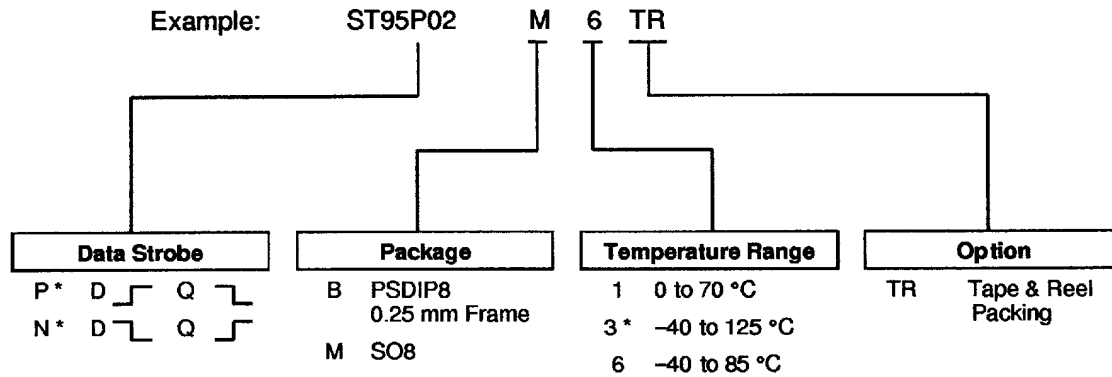 Example: ST95P02 M 6 TR
Data Strobe
P* D Q
N* D Q
Package
B PSDIP8
0.25 mm Frame
M SO8
Temperature Range
1 0 to 70 °C
3* –40 to 125 °C
6 –40 to 85 °C
Option
TR Tape & Reel
Packing